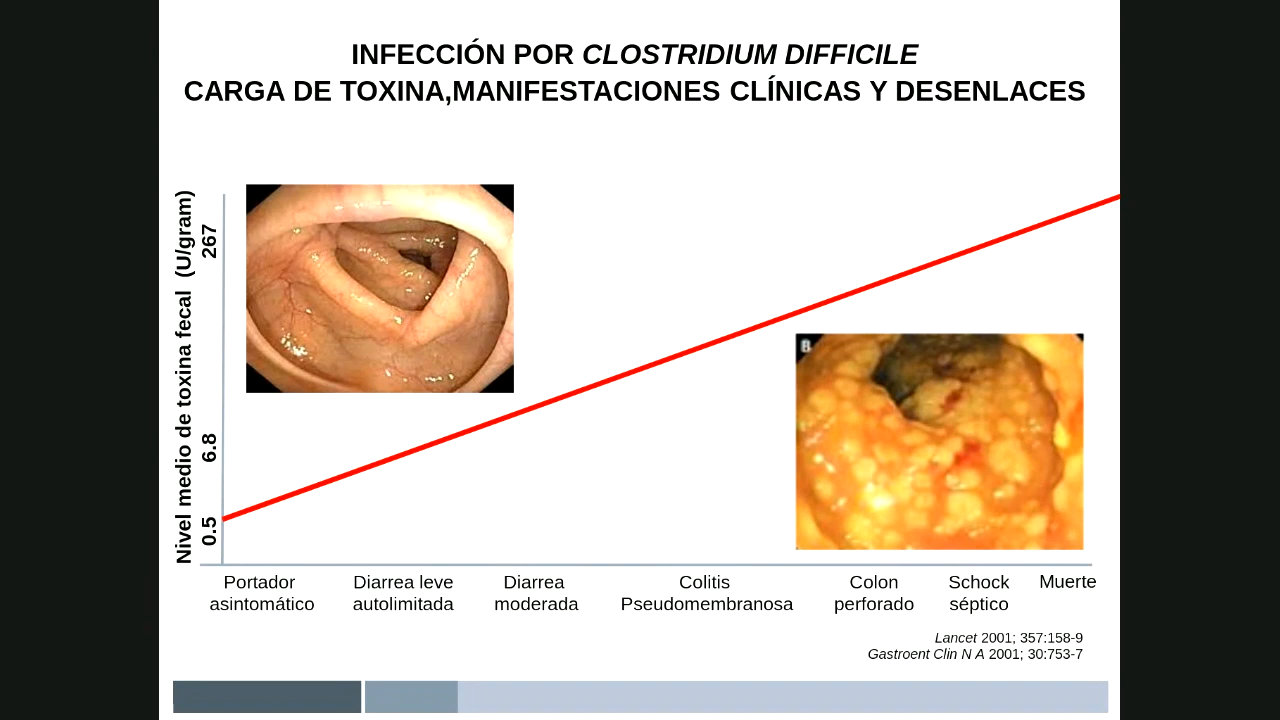 INFECCIÓN POR CLOSTRIDIUM DIFFICILE
CARGA DE TOXINA,MANIFESTACIONES CLÍNICAS Y DESENLACES
Nivel medio de toxina fecal (U/gram)
267
6.8
0.5
B
Portador
asintomático
Diarrea leve
autolimitada
Diarrea
moderada
Colitis
Pseudomembranosa
Colon
perforado
Schock
séptico
Muerte
Lancet 2001; 357:158-9
Gastroent Clin N A 2001; 30:753-7